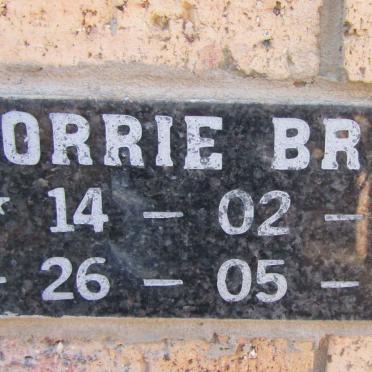 ORRIE BR
* 14 – 02 –
26 – 05 –